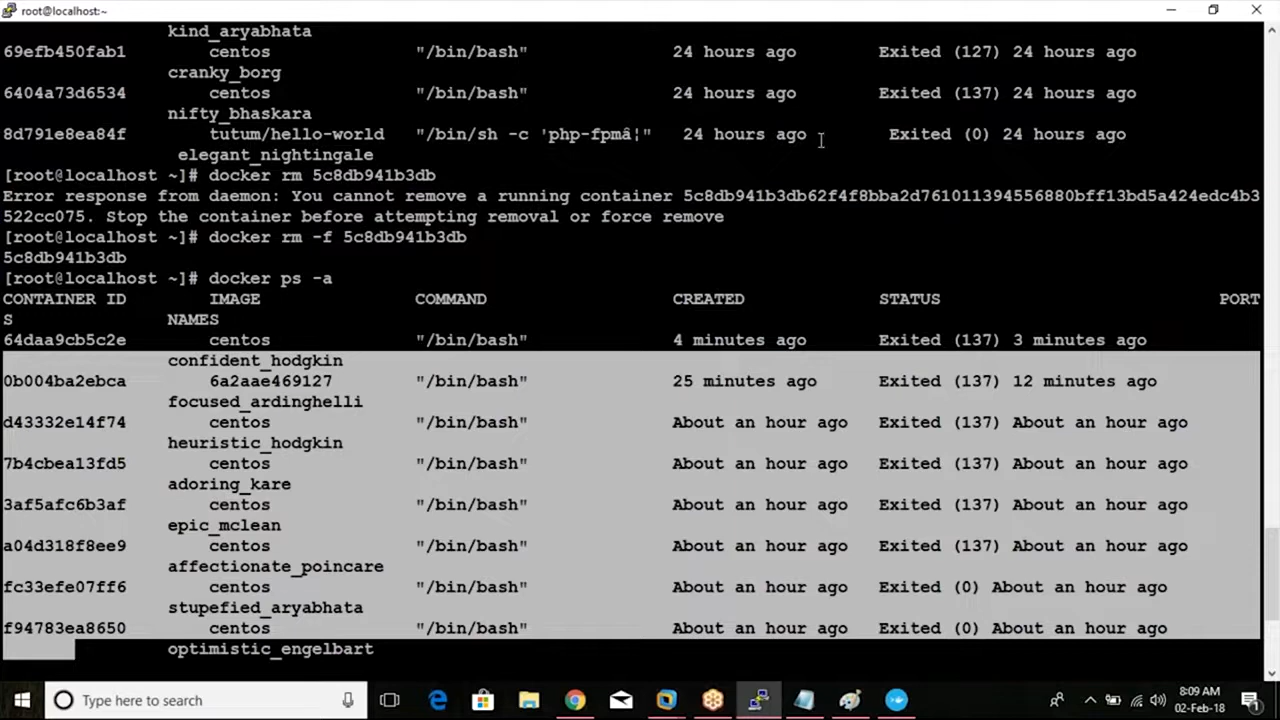 root@localhost:~
kind_aryabhata
69efb450fab1 centos "/bin/bash" 24 hours ago Exited (127) 24 hours ago
cranky_borg
6404a73d6534 centos "/bin/bash" 24 hours ago Exited (137) 24 hours ago
nifty_bhaskara
8d791e8ea84f tutum/hello-world "/bin/sh -c 'php-fpmâ¦" 24 hours ago Exited (0) 24 hours ago
elegant_nightingale
[root@localhost ~]# docker rm 5c8db941b3db
Error response from daemon: You cannot remove a running container 5c8db941b3db62f4f8bba2d761011394556880bff13bd5a424edc4b3
522cc075. Stop the container before attempting removal or force remove
[root@localhost ~]# docker rm -f 5c8db941b3db
5c8db941b3db
[root@localhost ~]# docker ps -a
CONTAINER ID IMAGE COMMAND CREATED STATUS PORT
S NAMES
64daa9cb5c2e centos "/bin/bash" 4 minutes ago Exited (137) 3 minutes ago
confident_hodgkin
0b004ba2ebca 6a2aae469127 "/bin/bash" 25 minutes ago Exited (137) 12 minutes ago
focused_ardinghelli
d43332e14f74 centos "/bin/bash" About an hour ago Exited (137) About an hour ago
heuristic_hodgkin
7b4cbea13fd5 centos "/bin/bash" About an hour ago Exited (137) About an hour ago
adoring_kare
3af5afc6b3af centos "/bin/bash" About an hour ago Exited (137) About an hour ago
epic_mclean
a04d318f8ee9 centos "/bin/bash" About an hour ago Exited (137) About an hour ago
affectionate_poincare
fc33efe07ff6 centos "/bin/bash" About an hour ago Exited (0) About an hour ago
stupefied_aryabhata
f94783ea8650 centos "/bin/bash" About an hour ago Exited (0) About an hour ago
optimistic_engelbart
Type here to search
8:09 AM
02-Feb-18
1